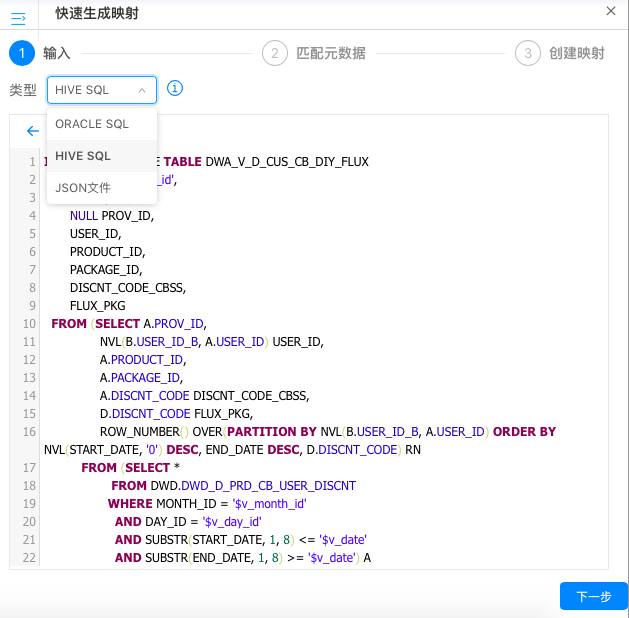 快速生成映射
1 输入
2 匹配元数据
3 创建映射
类型 HIVE SQL
ORACLE SQL
HIVE SQL
JSON文件
1 TABLE DWA_V_D_CUS_CB_DIY_FLUX
2 _id',
3
4 NULL PROV_ID,
5 USER_ID,
6 PRODUCT_ID,
7 PACKAGE_ID,
8 DISCNT_CODE_CBSS,
9 FLUX_PKG
10 FROM (SELECT A.PROV_ID,
11 NVL(B.USER_ID_B, A.USER_ID) USER_ID,
12 A.PRODUCT_ID,
13 A.PACKAGE_ID,
14 A.DISCNT_CODE DISCNT_CODE_CBSS,
15 D.DISCNT_CODE FLUX_PKG,
16 ROW_NUMBER() OVER(PARTITION BY NVL(B.USER_ID_B, A.USER_ID) ORDER BY
NVL(START_DATE, '0') DESC, END_DATE DESC, D.DISCNT_CODE) RN
17 FROM (SELECT *
18 FROM DWD.DWD_D_PRD_CB_USER_DISCNT
19 WHERE MONTH_ID = '$v_month_id'
20 AND DAY_ID = '$v_day_id'
21 AND SUBSTR(START_DATE, 1, 8) <= '$v_date'
22 AND SUBSTR(END_DATE, 1, 8) >= '$v_date') A
下一步